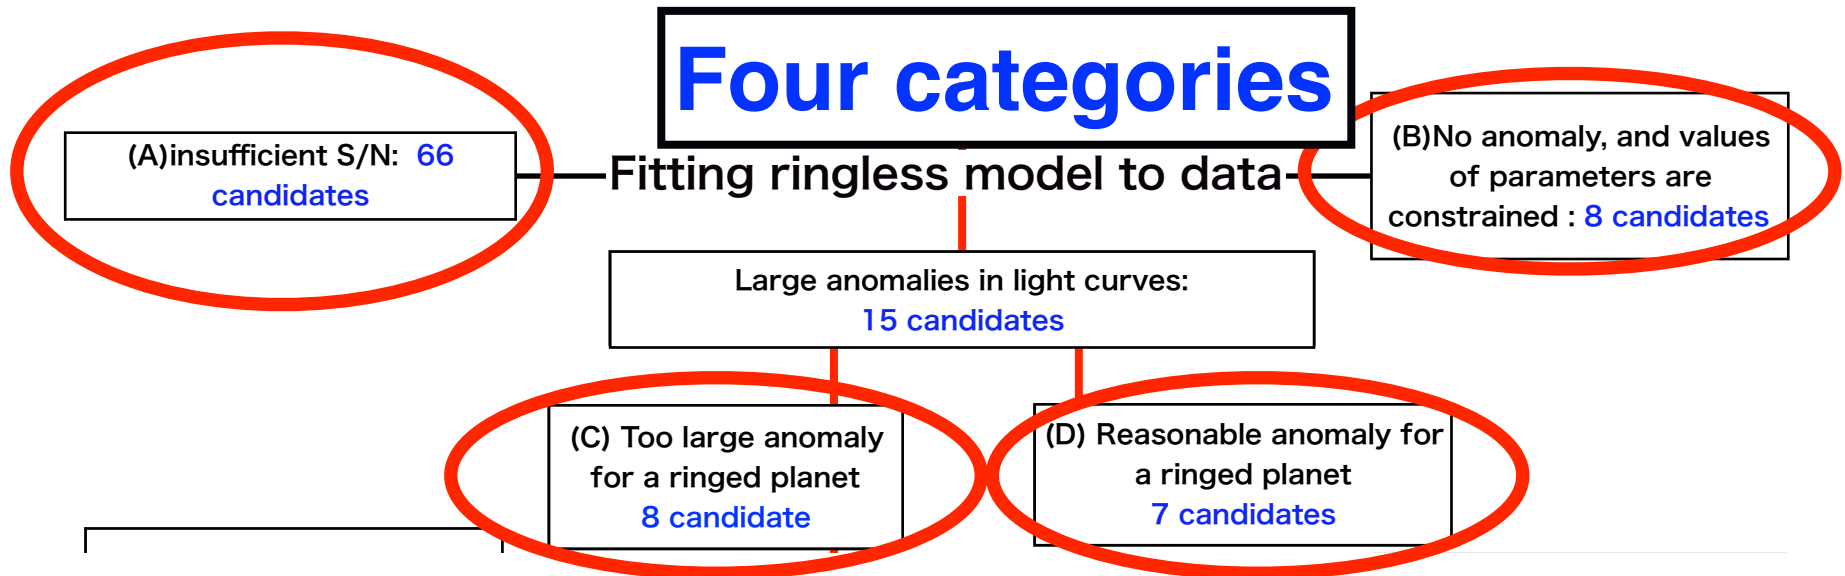 Four categories
(A)insufficient S/N: 66
candidates
Fitting ringless model to data
(B)No anomaly, and values
of parameters are
constrained : 8 candidates
Large anomalies in light curves:
15 candidates
(C) Too large anomaly
for a ringed planet
8 candidate
(D) Reasonable anomaly for
a ringed planet
7 candidates